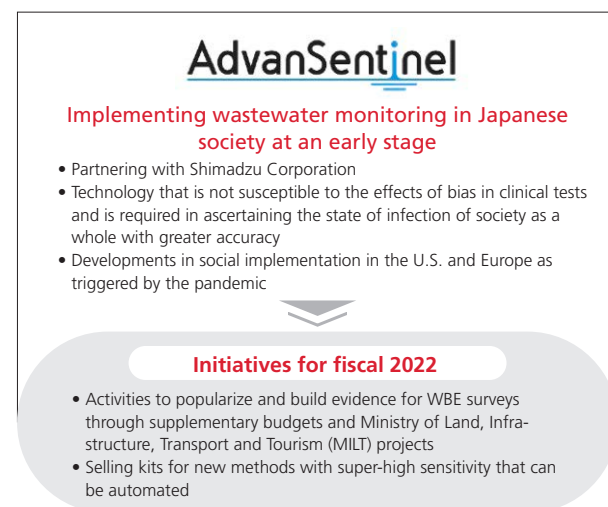 AdvanSentinel
Implementing wastewater monitoring in Japanese
society at an early stage
• Partnering with Shimadzu Corporation
• Technology that is not susceptible to the effects of bias in clinical tests
and is required in ascertaining the state of infection of society as a
whole with greater accuracy
• Developments in social implementation in the U.S. and Europe as
triggered by the pandemic
Initiatives for fiscal 2022
• Activities to popularize and build evidence for WBE surveys
through supplementary budgets and Ministry of Land, Infra-
structure, Transport and Tourism (MILT) projects
• Selling kits for new methods with super-high sensitivity that can
be automated